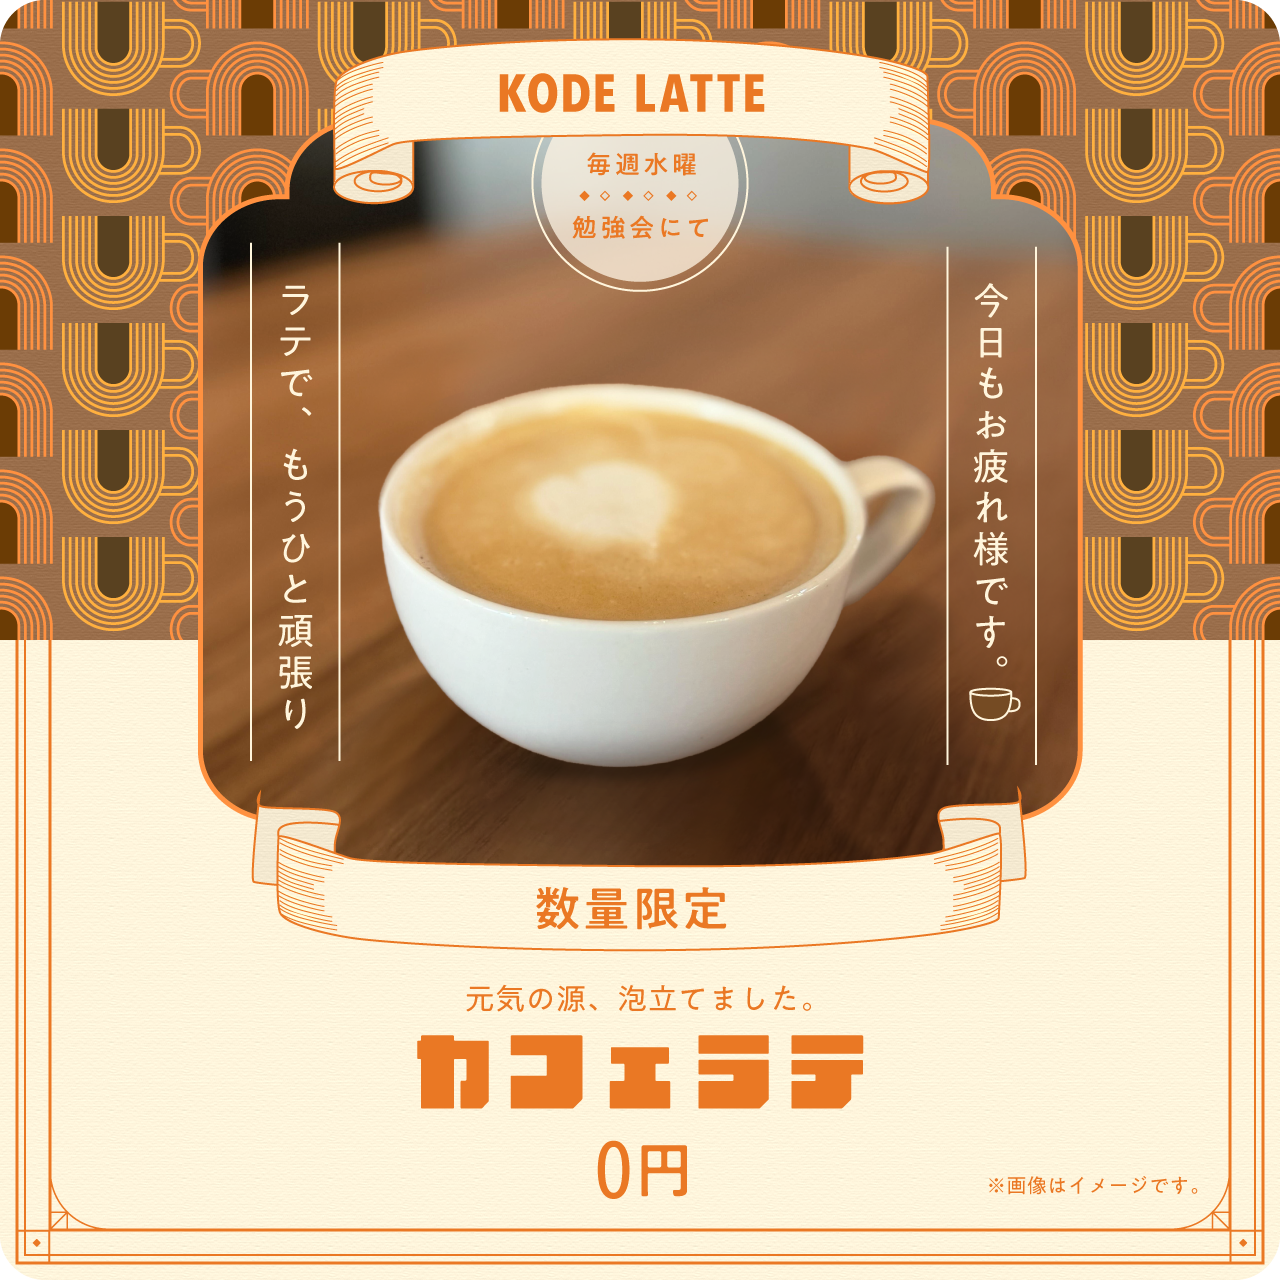 KODE LATTE
毎週水曜
勉強会にて
今日もお疲れ様です。
ラテで、もうひと頑張り
数量限定
元気の源、泡立てました。
カフェラテ
0円
※画像はイメージです。